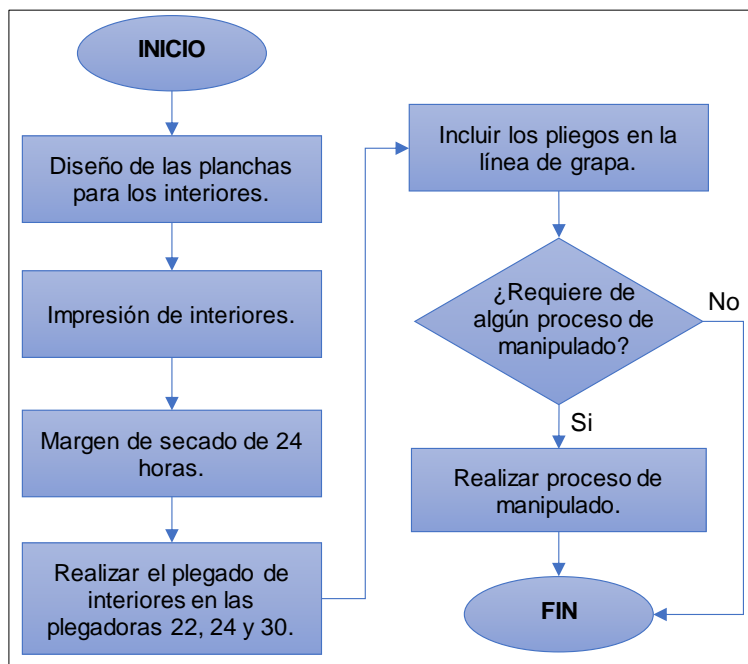 INICIO
Diseño de las planchas
para los interiores.
Impresión de interiores.
Margen de secado de 24
horas.
Realizar el plegado de
interiores en las
plegadoras 22, 24 y 30.
Incluir los pliegos en la
línea de grapa.
¿Requiere de
algún proceso de
manipulado?
No
Si
Realizar proceso de
manipulado.
FIN